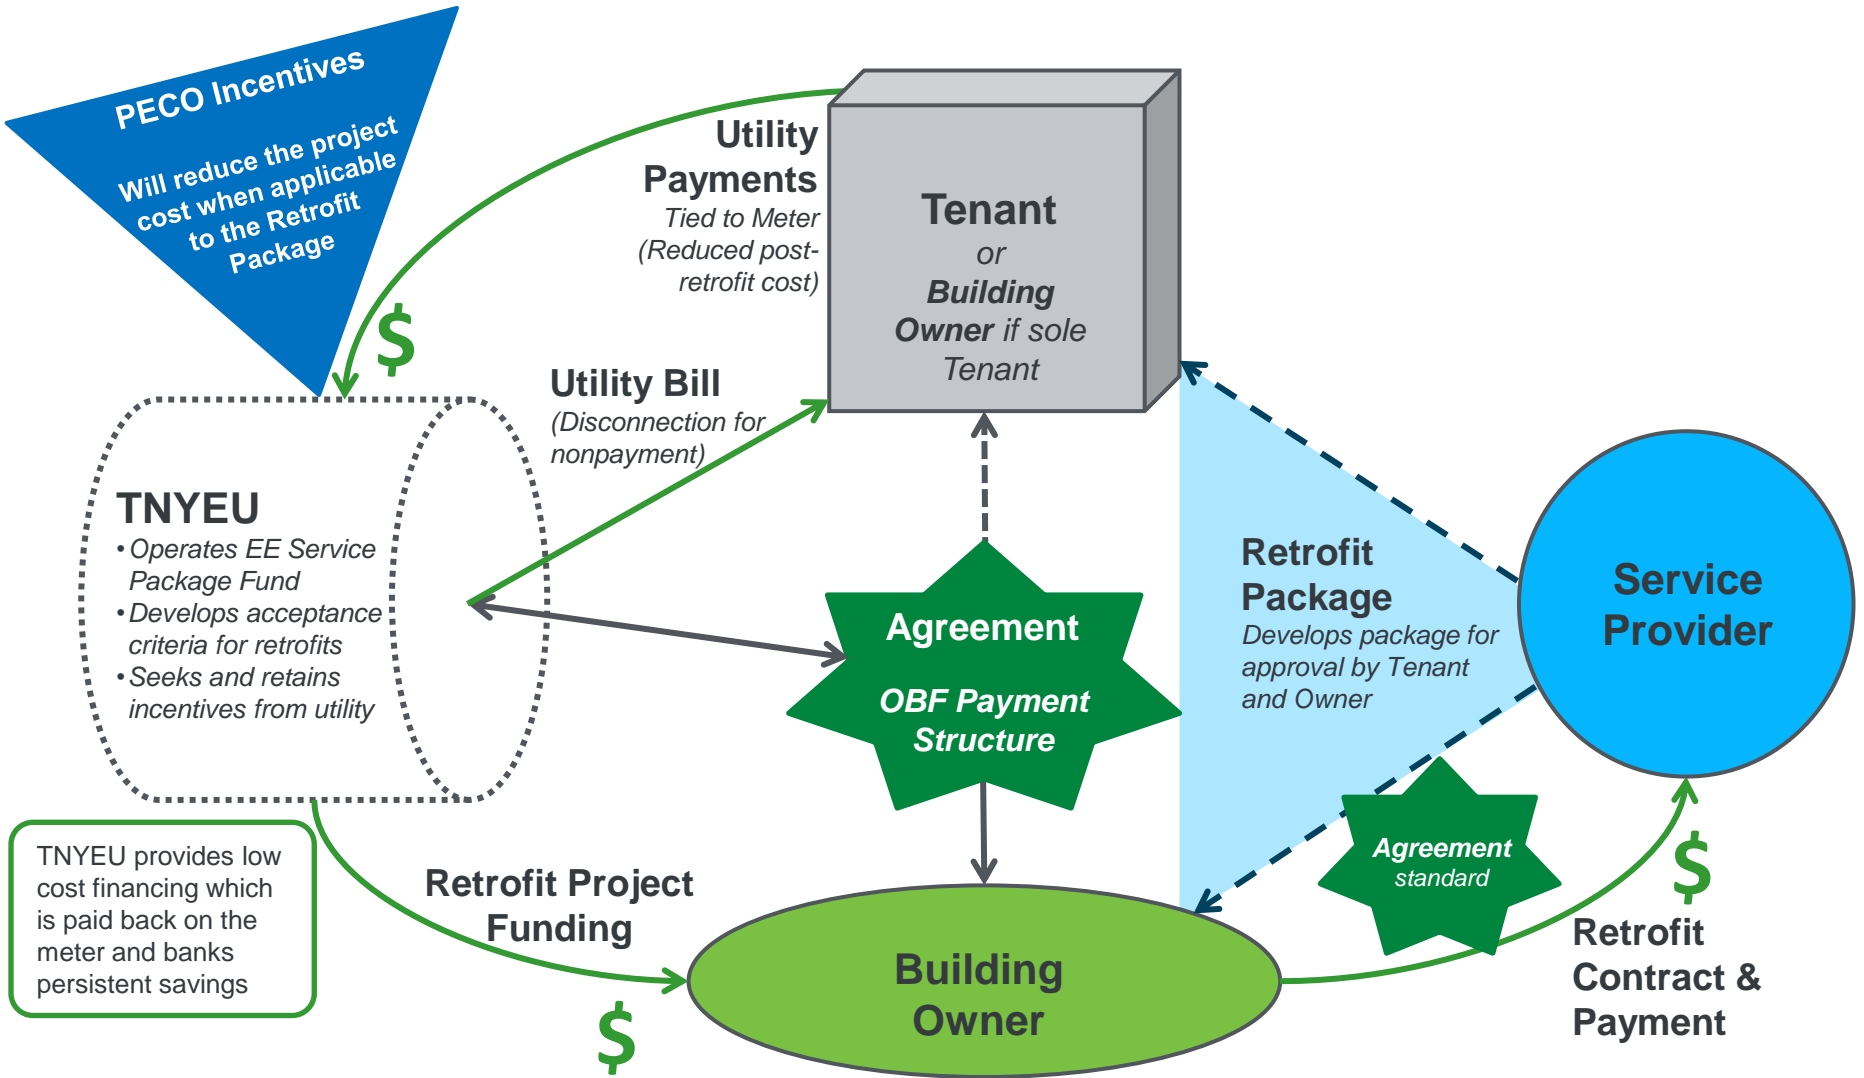 PECO Incentives
Will reduce the project
cost when applicable
to the Retrofit
Package
$
Utility
Payments
Tied to Meter
(Reduced post-
retrofit cost)
Tenant
or
Building
Owner if sole
Tenant
Utility Bill
(Disconnection for
nonpayment)
TNYEU
• Operates EE Service
Package Fund
• Develops acceptance
criteria for retrofits
• Seeks and retains
incentives from utility
Agreement
OBF Payment
Structure
Retrofit
Package
Develops package for
approval by Tenant
and Owner
Service
Provider
TNYEU provides low
cost financing which
is paid back on the
meter and banks
persistent savings
Retrofit Project
Funding
$
Building
Owner
Agreement
standard
$
Retrofit
Contract &
Payment